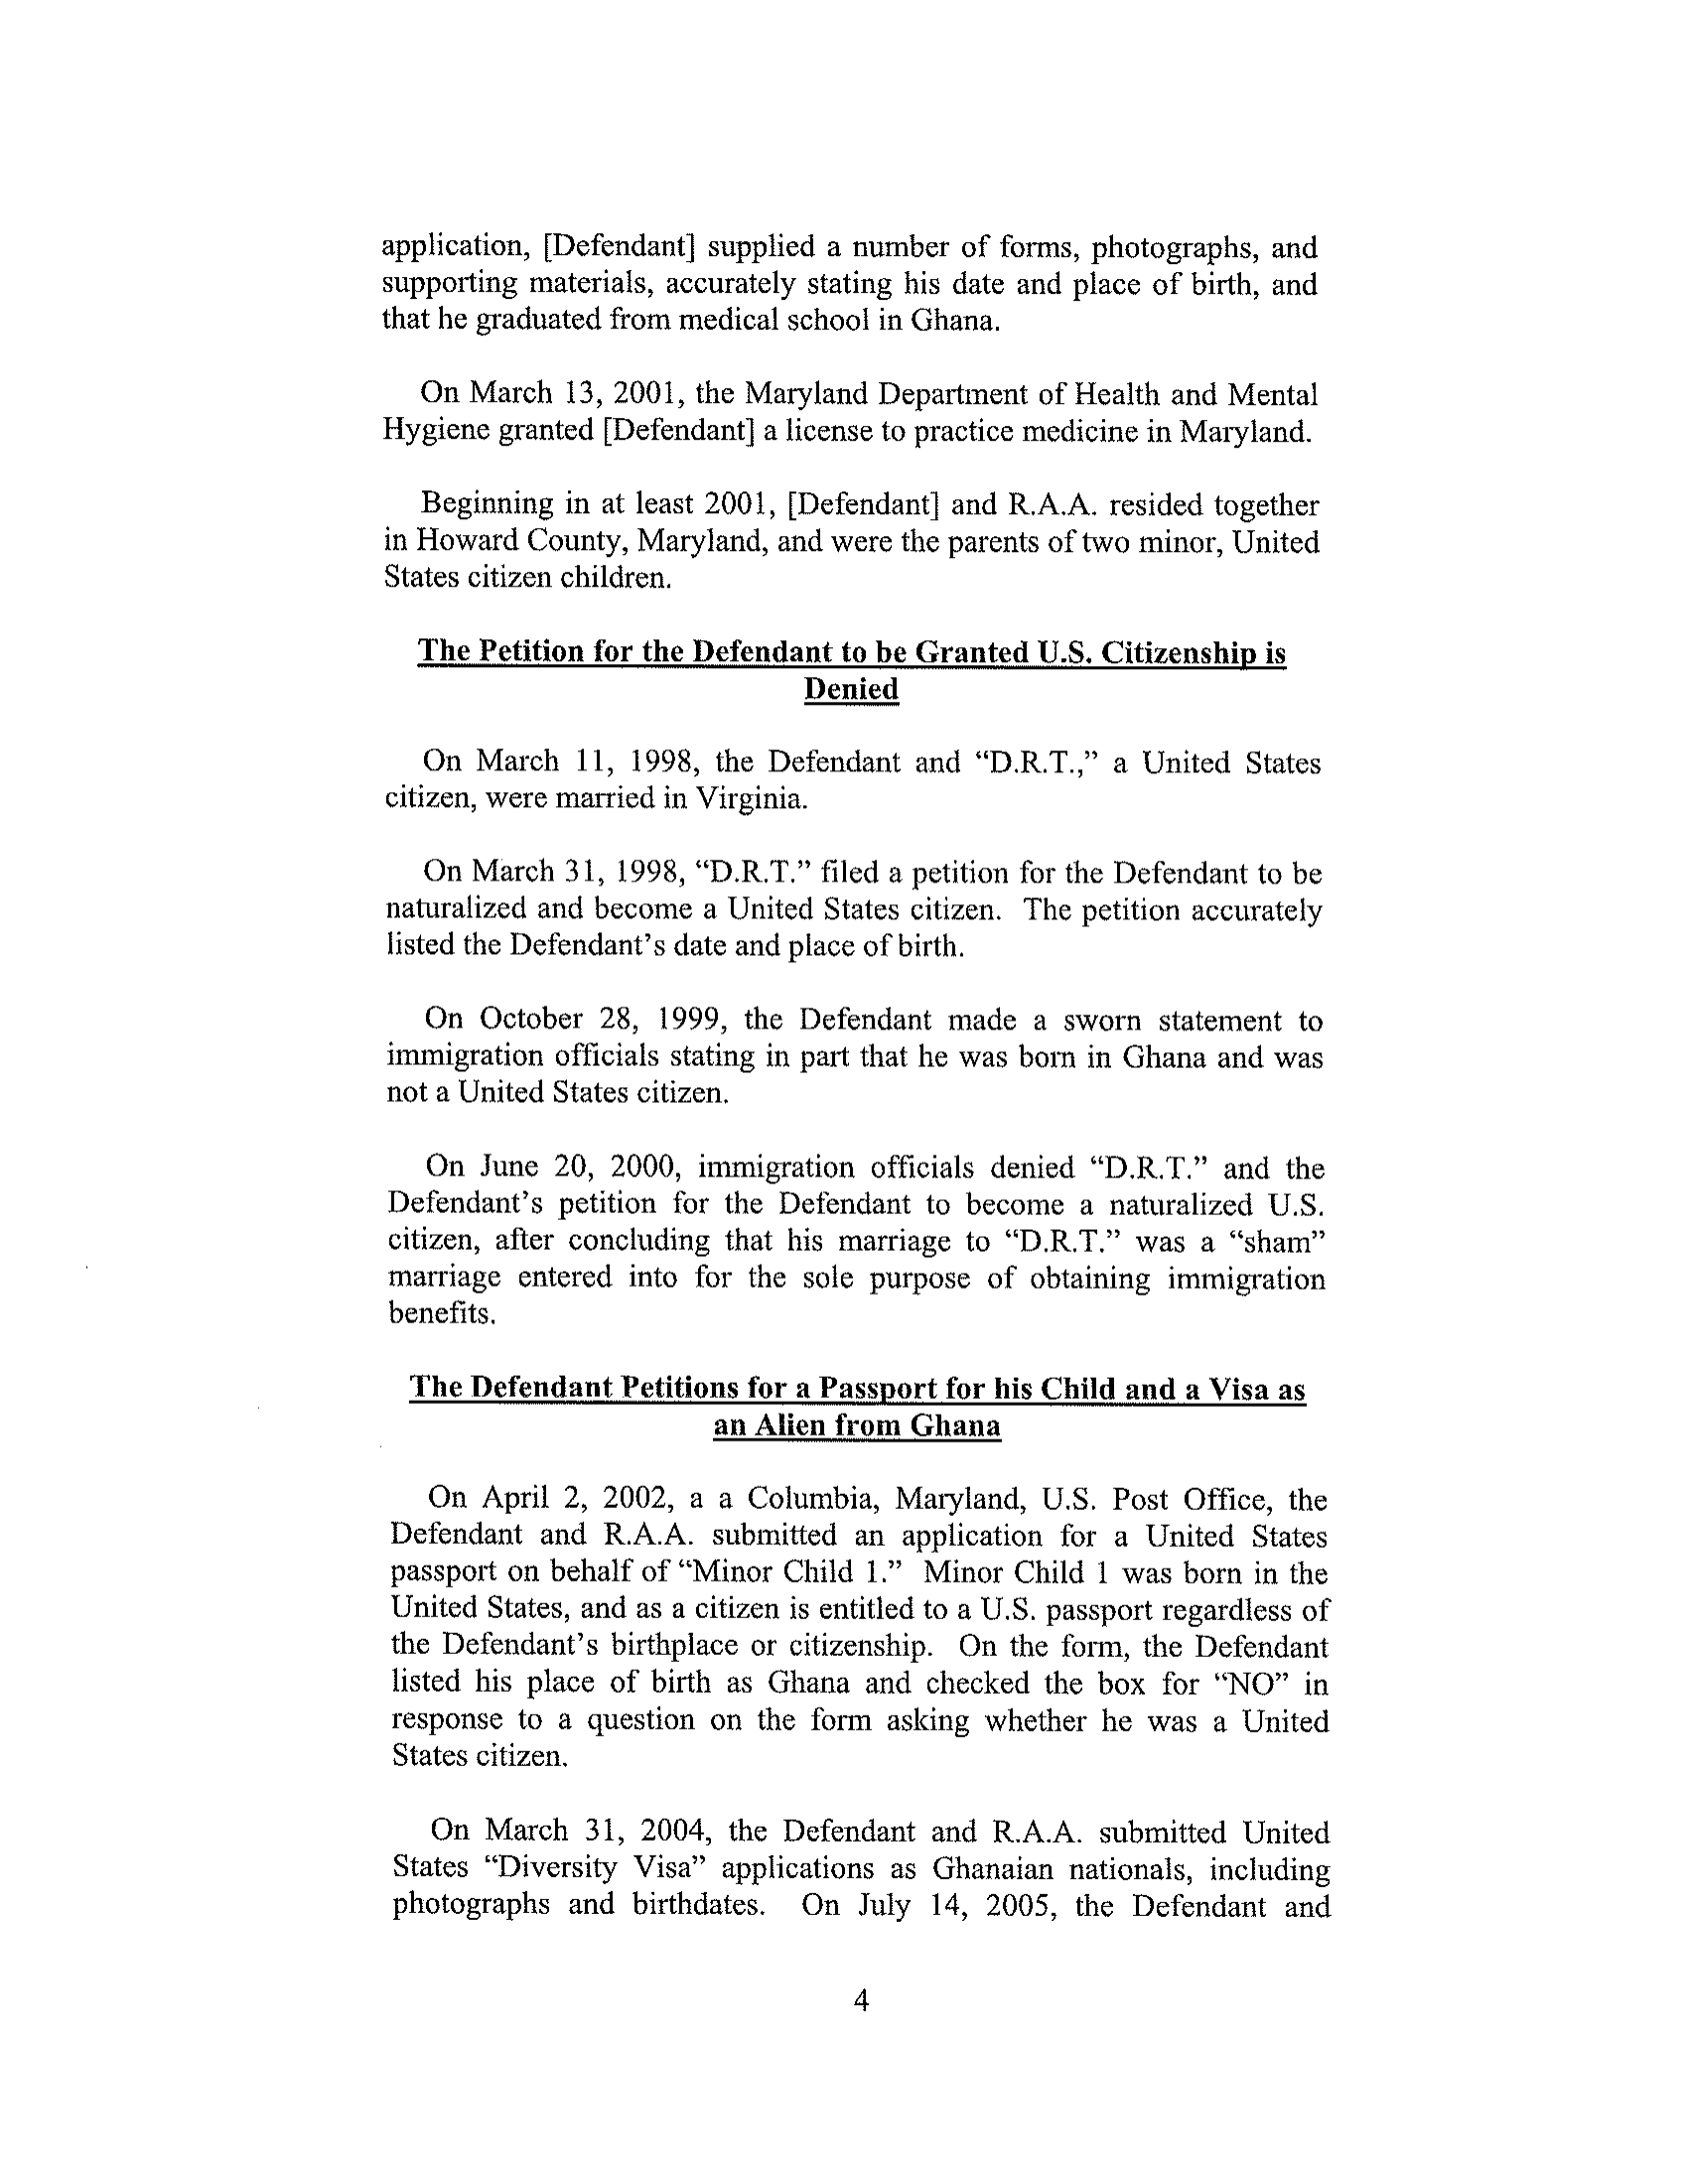 application, [Defendant] supplied a number of forms, photographs, and
supporting materials, accurately stating his date and place of birth, and
that he graduated from medical school in Ghana.
On March 13, 2001, the Maryland Department of Health and Mental
Hygiene granted [Defendant] a license to practice medicine in Maryland.
Beginning in at least 2001, [Defendant] and R.A.A. resided together
in Howard County, Maryland, and were the parents of two minor, United
States citizen children.
The Petition for the Defendant to be Granted U.S. Citizenship is
Denied
On March 11, 1998, the Defendant and “D.R.T.,” a United States
citizen, were married in Virginia.
On March 31, 1998, “D.R.T.” filed a petition for the Defendant to be
naturalized and become a United States citizen. The petition accurately
listed the Defendant’s date and place of birth.
On October 28, 1999, the Defendant made a sworn statement to
immigration officials stating in part that he was born in Ghana and was
not a United States citizen.
On June 20, 2000, immigration officials denied “D.R.T.” and the
Defendant’s petition for the Defendant to become a naturalized U.S.
citizen, after concluding that his marriage to “D.R.T.” was a “sham”
marriage entered into for the sole purpose of obtaining immigration
benefits.
The Defendant Petitions for a Passport for his Child and a Visa as
an Alien from Ghana
On April 2, 2002, a a Columbia, Maryland, U.S. Post Office, the
Defendant and R.A.A. submitted an application for a United States
passport on behalf of “Minor Child 1.” Minor Child 1 was born in the
United States, and as a citizen is entitled to a U.S. passport regardless of
the Defendant’s birthplace or citizenship. On the form, the Defendant
listed his place of birth as Ghana and checked the box for “NO” in
response to a question on the form asking whether he was a United
States citizen.
On March 31, 2004, the Defendant and R.A.A. submitted United
States “Diversity Visa” applications as Ghanaian nationals, including
photographs and birthdates. On July 14, 2005, the Defendant and
4